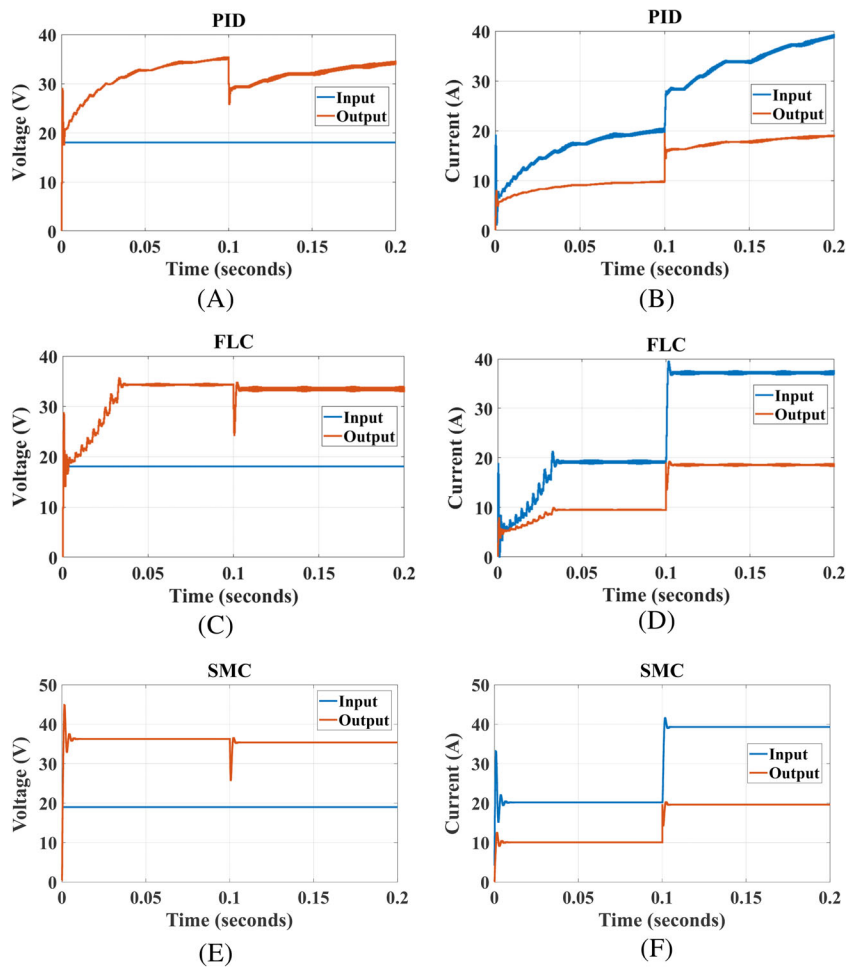 PID
Voltage (V)
40
30
20
10
0
Input
Output
0
0.05
0.1
0.15
0.2
Time (seconds)
(A)
PID
Current (A)
40
30
20
10
0
Input
Output
0
0.05
0.1
0.15
0.2
Time (seconds)
(B)
FLC
Voltage (V)
40
30
20
10
0
Input
Output
0
0.05
0.1
0.15
0.2
Time (seconds)
(C)
FLC
Current (A)
40
30
20
10
0
Input
Output
0
0.05
0.1
0.15
0.2
Time (seconds)
(D)
SMC
Voltage (V)
50
40
30
20
10
0
Input
Output
0
0.05
0.1
0.15
0.2
Time (seconds)
(E)
SMC
Current (A)
50
40
30
20
10
0
Input
Output
0
0.05
0.1
0.15
0.2
Time (seconds)
(F)